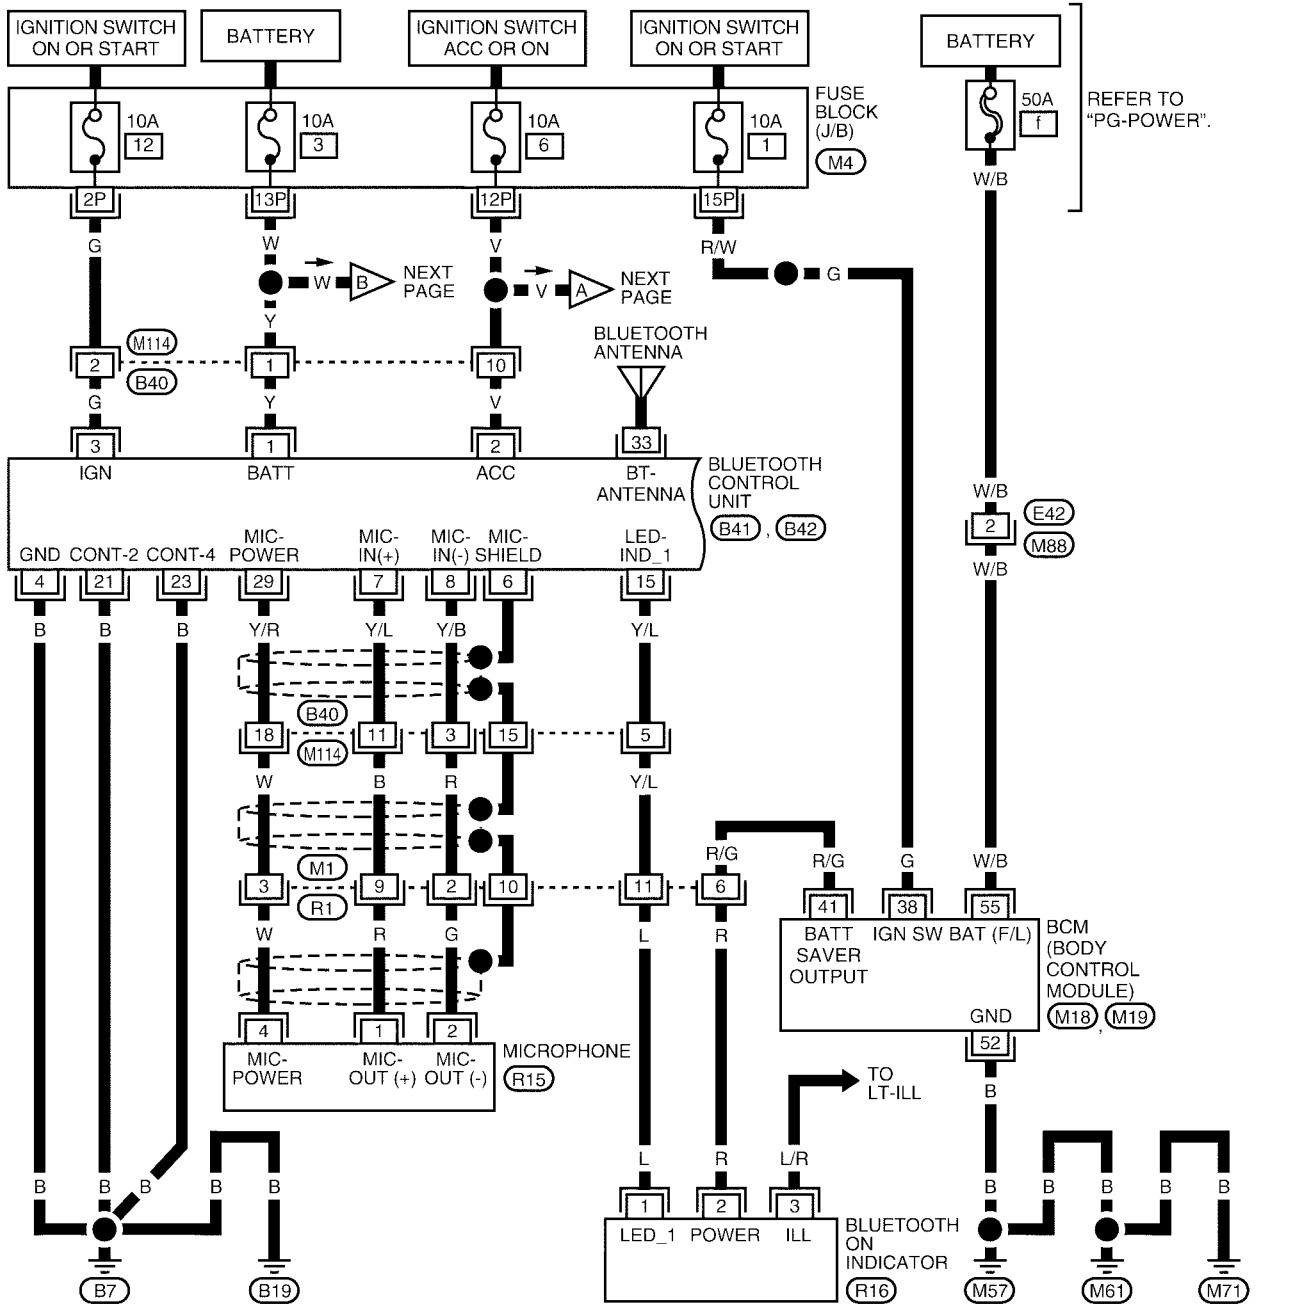 IGNITION SWITCH
ON OR START
BATTERY
IGNITION SWITCH
ACC OR ON
IGNITION SWITCH
ON OR START
BATTERY
10A
12
10A
3
10A
6
10A
1
FUSE
BLOCK
(J/B)
M4
50A
f
REFER TO
"PG-POWER".
2P
13P
12P
15P
W/B
G
W
V
R/W
W
B
NEXT
PAGE
V
A
NEXT
PAGE
G
Y
M114
2
1
10
B40
BLUETOOTH
ANTENNA
G
Y
V
3
1
2
33
IGN
BATT
ACC
BT-
ANTENNA
BLUETOOTH
CONTROL
UNIT
B41 , B42
W/B
2
E42
M88
W/B
GND
CONT-2
CONT-4
MIC-
POWER
MIC-
IN(+)
MIC-
IN(-)
MIC-
SHIELD
LED-
IND_1
4
21
23
29
7
8
6
15
B
B
B
Y/R
Y/L
Y/B
Y/L
B40
18
11
3
15
5
M114
W
B
R
Y/L
M1
3
9
2
10
11
6
R1
R/G
R/G
G
W/B
41
38
55
W
R
G
L
R
BATT
SAVER
OUTPUT
IGN SW
BAT (F/L)
BCM
(BODY
CONTROL
MODULE)
M18 , M19
GND
52
4
1
2
MIC-
POWER
MIC-
OUT (+)
MIC-
OUT (-)
MICROPHONE
R15
TO
LT-ILL
B
L
R
L/R
B
B
B
B
B
B
B
B
B
B
1
2
3
LED_1
POWER
ILL
BLUETOOTH
ON
INDICATOR
R16
B7
B19
M57
M61
M71